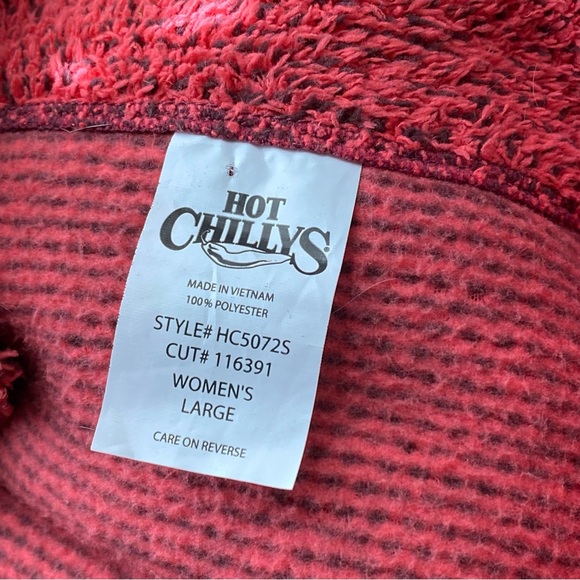 HOT
CHILLYS®
MADE IN VIETNAM
100% POLYESTER
STYLE# HC5072S
CUT# 116391
WOMEN'S
LARGE
CARE ON REVERSE